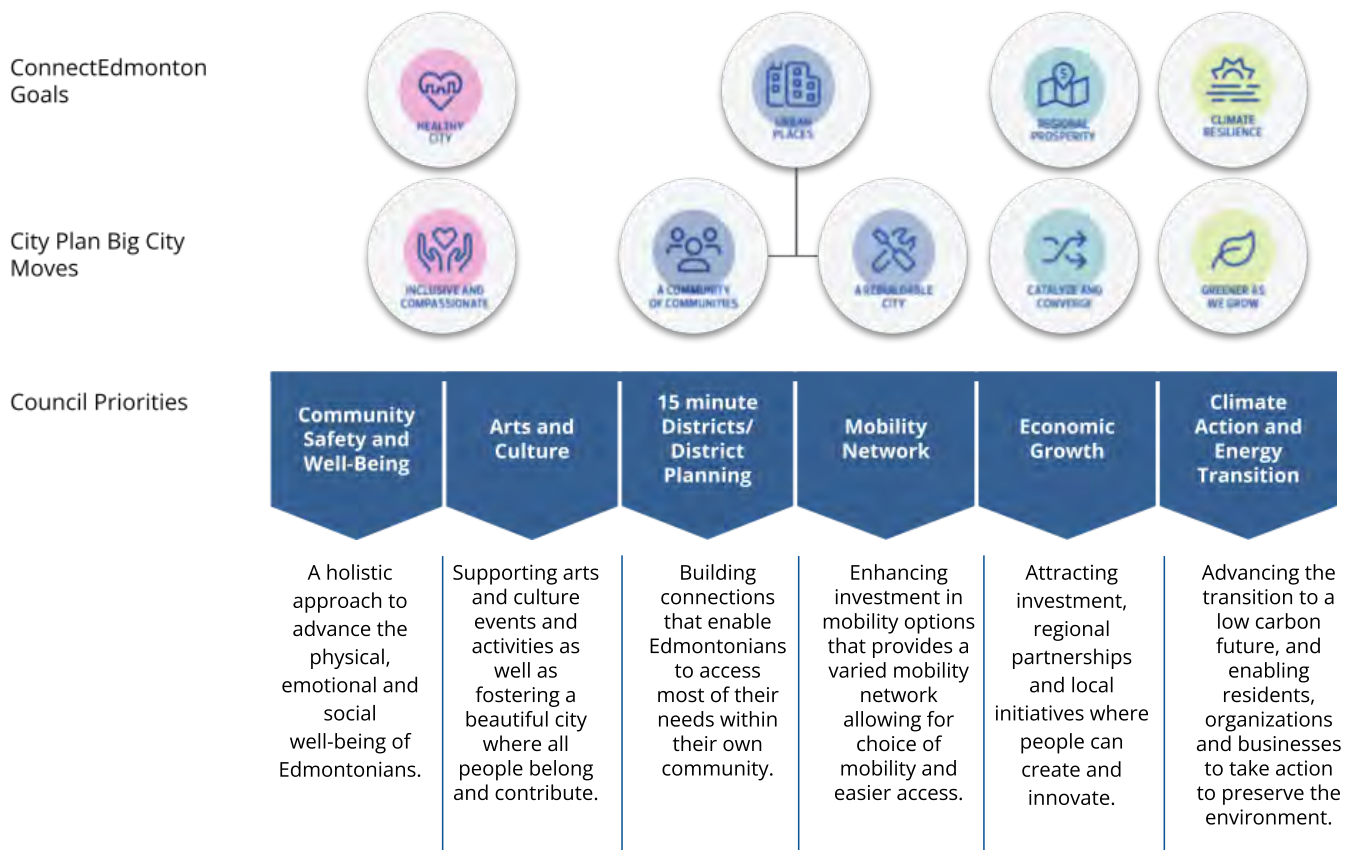 ConnectEdmonton
Goals
HEALTHY
CITY
URBAN
PLACES
$
REGIONAL
PROSPERITY
CLIMATE
RESILIENCE
City Plan Big City
Moves
INCLUSIVE AND
COMPASSIONATE
A COMMUNITY
OF COMMUNITIES
A REBUILDABLE
CITY
CATALYZE AND
CONVERGE
GREENER AS
WE GROW
Council Priorities
Community
Safety and
Well-Being
Arts and
Culture
15 minute
Districts/
District
Planning
Mobility
Network
Economic
Growth
Climate
Action and
Energy
Transition
A holistic
approach to
advance the
physical,
emotional and
social
well-being of
Edmontonians.
Supporting arts
and culture
events and
activities as
well as
fostering a
beautiful city
where all
people belong
and contribute.
Building
connections
that enable
Edmontonians
to access
most of their
needs within
their own
community.
Enhancing
investment in
mobility options
that provides a
varied mobility
network
allowing for
choice of
mobility and
easier access.
Attracting
investment,
regional
partnerships
and local
initiatives where
people can
create and
innovate.
Advancing the
transition to a
low carbon
future, and
enabling
residents,
organizations
and businesses
to take action
to preserve the
environment.